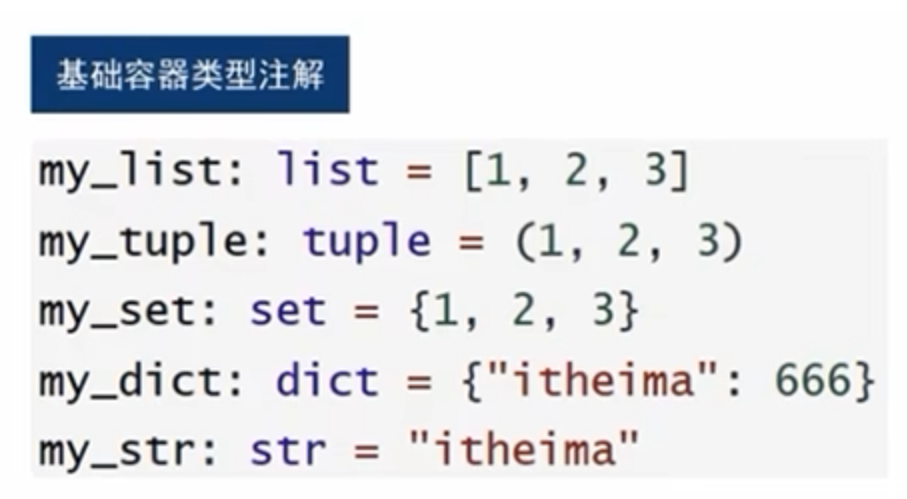 基础容器类型注解
my_list: list = [1, 2, 3]
my_tuple: tuple = (1, 2, 3)
my_set: set = {1, 2, 3}
my_dict: dict = {"itheima": 666}
my_str: str = "itheima"